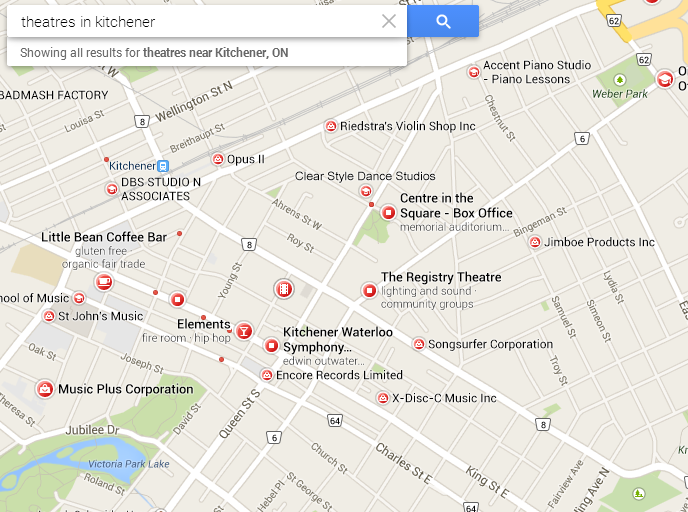 theatres in kitchener
Showing all results for theatres near Kitchener, ON
Accent Piano Studio
- Piano Lessons
O
Of
BADMASH FACTORY
Wellington St N
Weber Park
Louisa St
Chestnut St
8
Breithaupt St
Riedstra's Violin Shop Inc
6
Kitchener
Opus II
Clear Style Dance Studios
DBS STUDIO N
ASSOCIATES
Centre in the
Square - Box Office
memorial auditorium...
Ahrens St W
Bingeman St
Little Bean Coffee Bar
gluten free ·
organic fair trade
Roy St
8
Jimboe Products Inc
Young St
The Registry Theatre
lighting and sound ·
community groups
Lydia St
hool of Music
St John's Music
Samuel St
Simeon St
Eas
Elements
fire room · hip hop
Kitchener Waterloo
Symphony...
edwin outwater...
Songsurfer Corporation
Oak St
Joseph St
Troy St
Encore Records Limited
Music Plus Corporation
X-Disc-C Music Inc
Theresa St
David St
Queen St S
64
8
Jubilee Dr
6
Victoria Park Lake
Church St
Charles St E
King St E
64
Roland St
Hebel Pl
St George St
Fairview Ave
ling Ave N